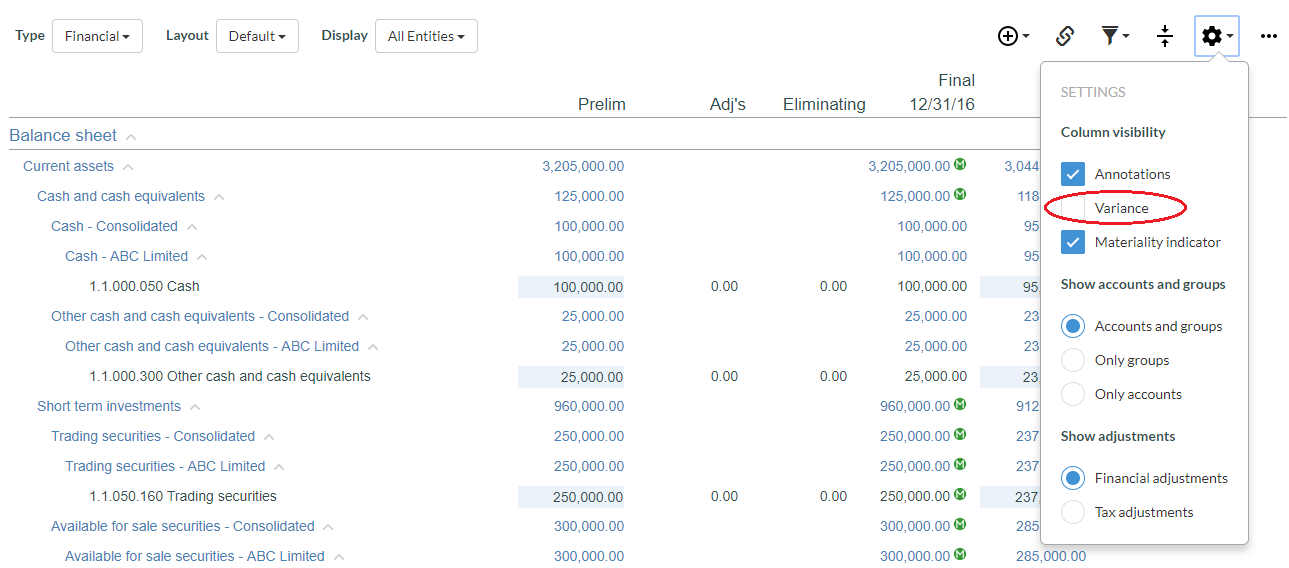 Type Financial Layout Default Display All Entities
Final
Prelim Adj's Eliminating 12/31/16
Balance sheet
Current assets 3,205,000.00 3,205,000.00 M 3,044
Cash and cash equivalents 125,000.00 125,000.00 M 118
Cash - Consolidated 100,000.00 100,000.00 95
Cash - ABC Limited 100,000.00 100,000.00 95
1.1.000.050 Cash 100,000.00 0.00 0.00 100,000.00 95
Other cash and cash equivalents - Consolidated 25,000.00 25,000.00 23
Other cash and cash equivalents - ABC Limited 25,000.00 25,000.00 23
1.1.000.300 Other cash and cash equivalents 25,000.00 0.00 0.00 25,000.00 23,
Short term investments 960,000.00 960,000.00 M 912
Trading securities - Consolidated 250,000.00 250,000.00 M 237
Trading securities - ABC Limited 250,000.00 250,000.00 M 237
1.1.050.160 Trading securities 250,000.00 0.00 0.00 250,000.00 M 237,
Available for sale securities - Consolidated 300,000.00 300,000.00 M 285
Available for sale securities - ABC Limited 300,000.00 300,000.00 M 285,000.00
SETTINGS
Column visibility
Annotations
Variance
Materiality indicator
Show accounts and groups
Accounts and groups
Only groups
Only accounts
Show adjustments
Financial adjustments
Tax adjustments